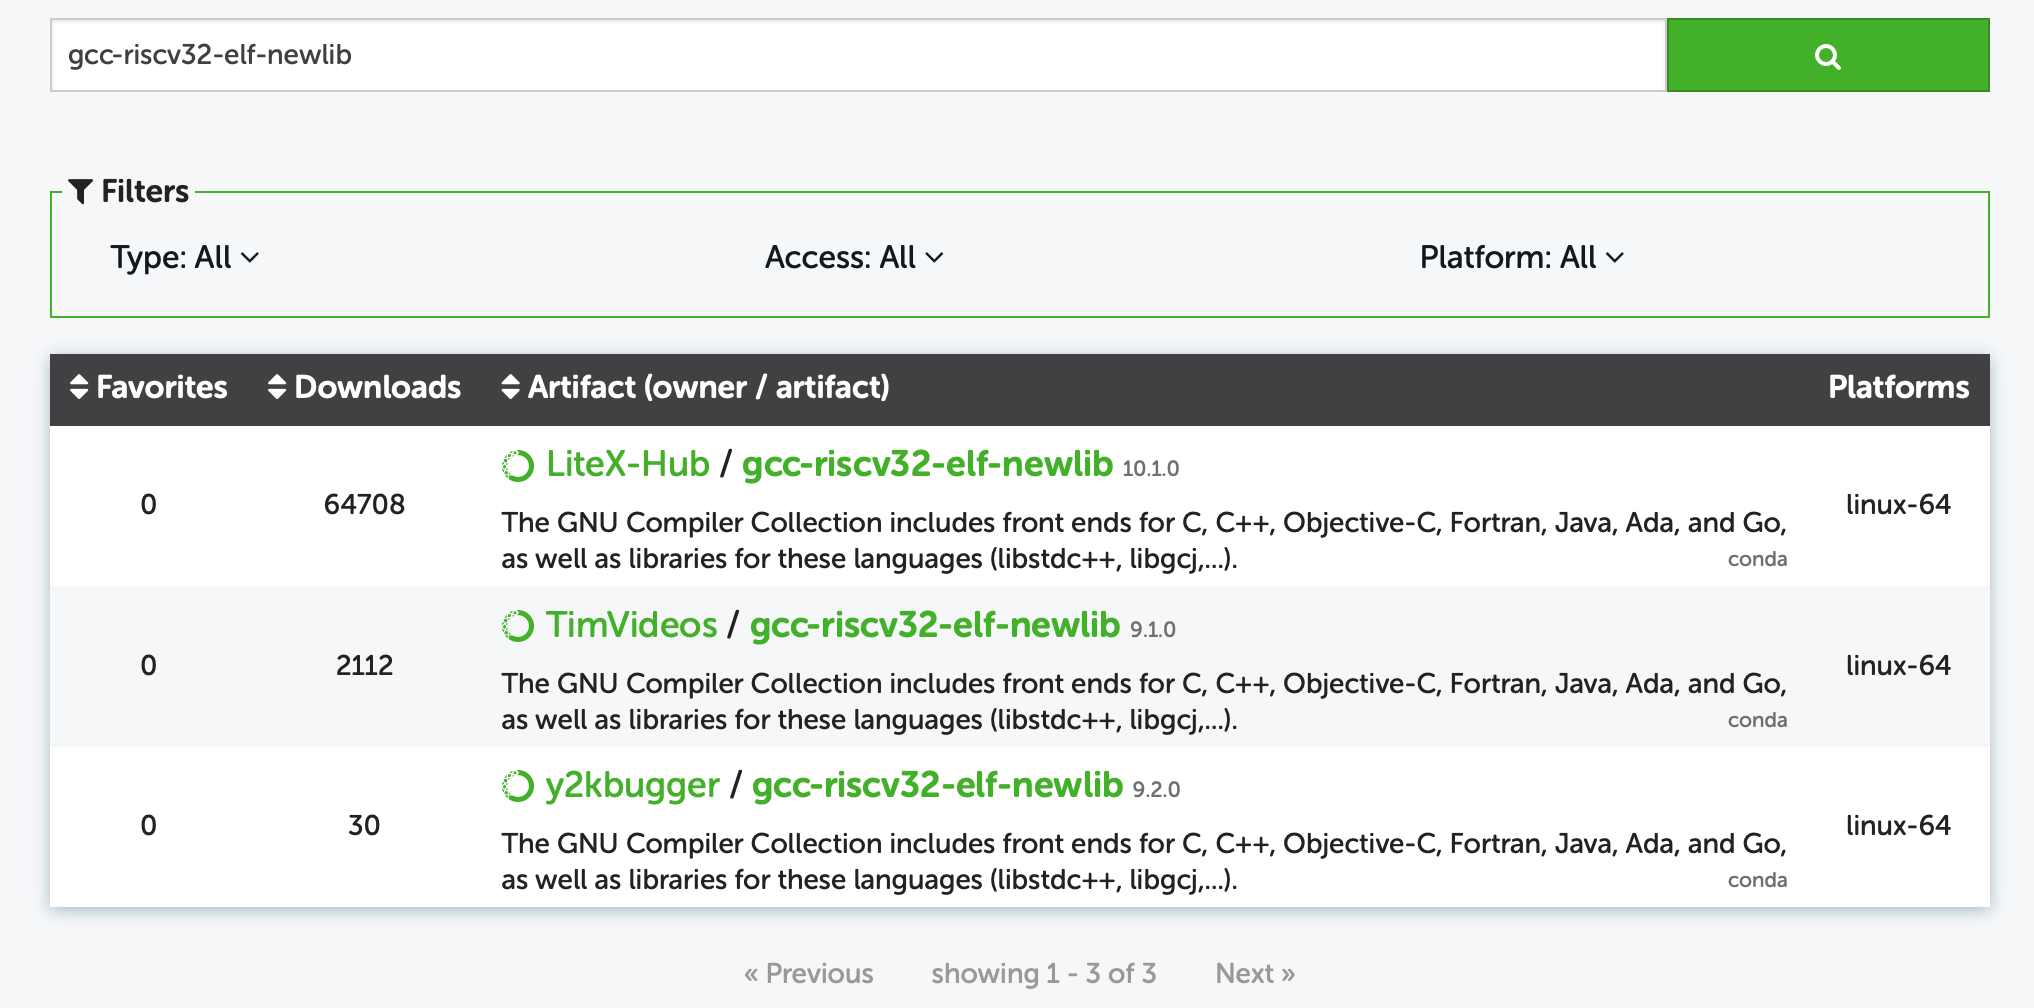 gcc-riscv32-elf-newlib
Filters
Type: All Access: All Platform: All
Favorites Downloads Artifact (owner / artifact) Platforms
LiteX-Hub / gcc-riscv32-elf-newlib 10.1.0
0 64708 linux-64
The GNU Compiler Collection includes front ends for C, C++, Objective-C, Fortran, Java, Ada, and Go,
as well as libraries for these languages (libstdc++, libgcj,...).
conda
TimVideos / gcc-riscv32-elf-newlib 9.1.0
0 2112 linux-64
The GNU Compiler Collection includes front ends for C, C++, Objective-C, Fortran, Java, Ada, and Go,
as well as libraries for these languages (libstdc++, libgcj,...).
conda
y2kbugger / gcc-riscv32-elf-newlib 9.2.0
0 30 linux-64
The GNU Compiler Collection includes front ends for C, C++, Objective-C, Fortran, Java, Ada, and Go,
as well as libraries for these languages (libstdc++, libgcj,...).
conda
« Previous showing 1 - 3 of 3 Next »